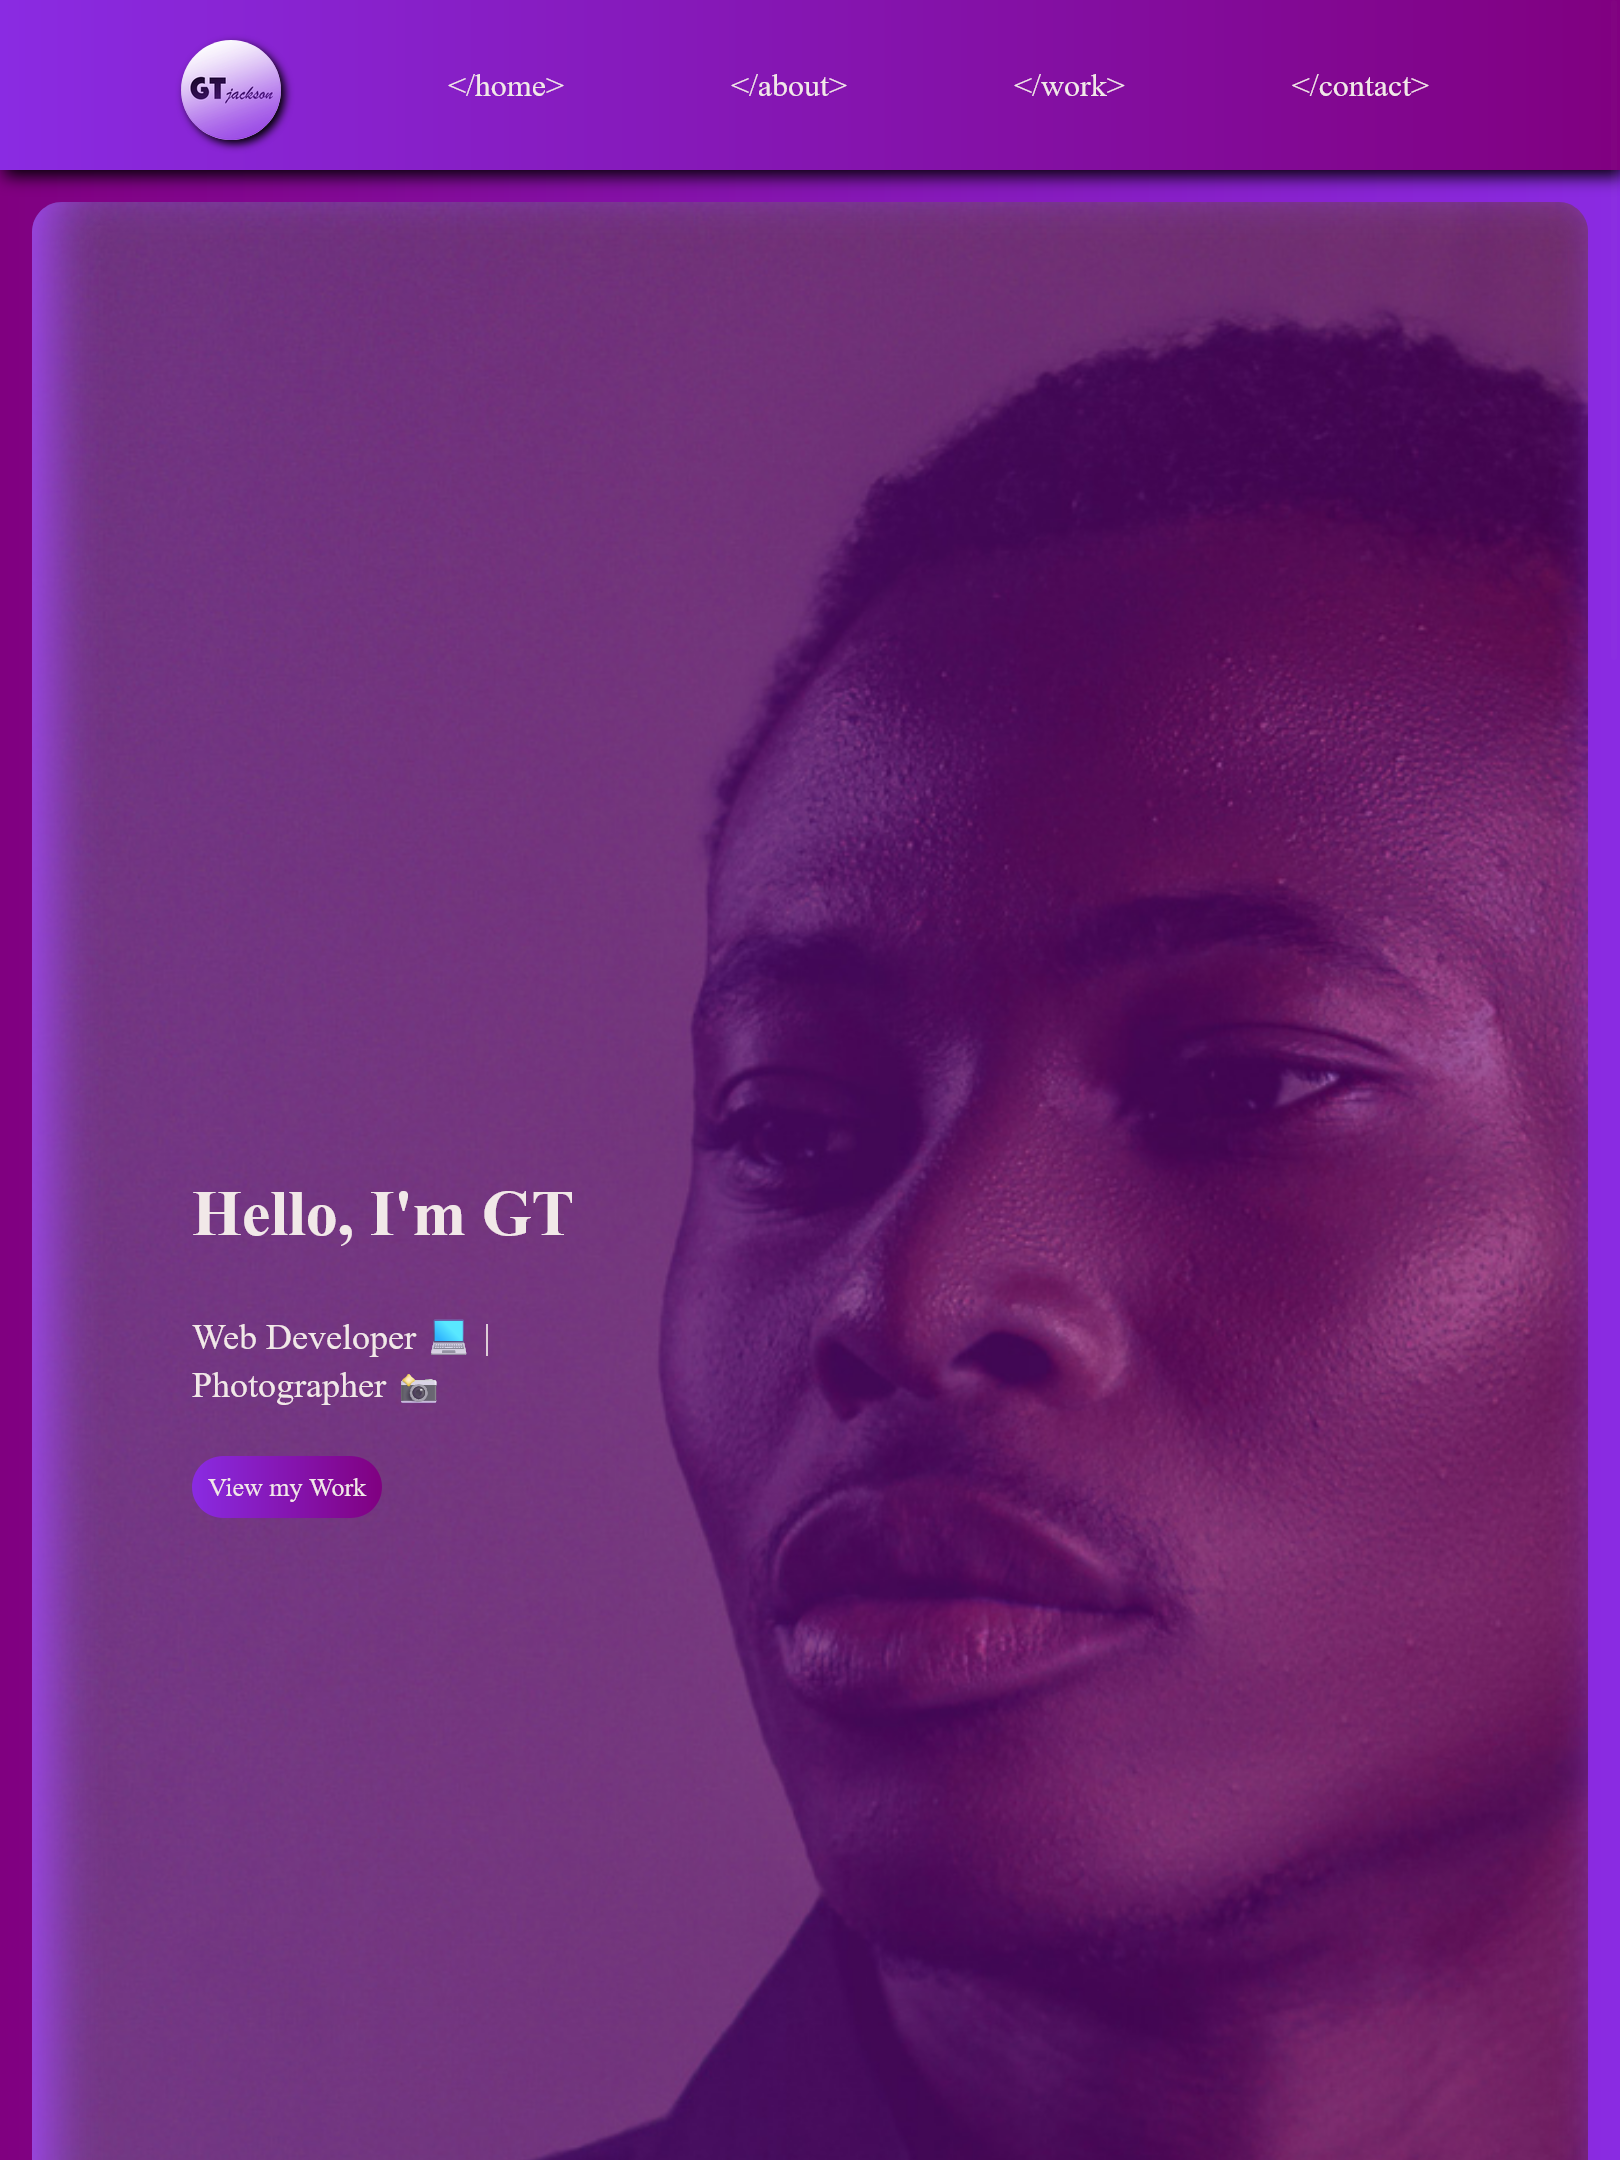 GT jackson
</home>
</about>
</work>
</contact>
Hello, I'm GT
Web Developer 💻 |
Photographer 📸
View my Work